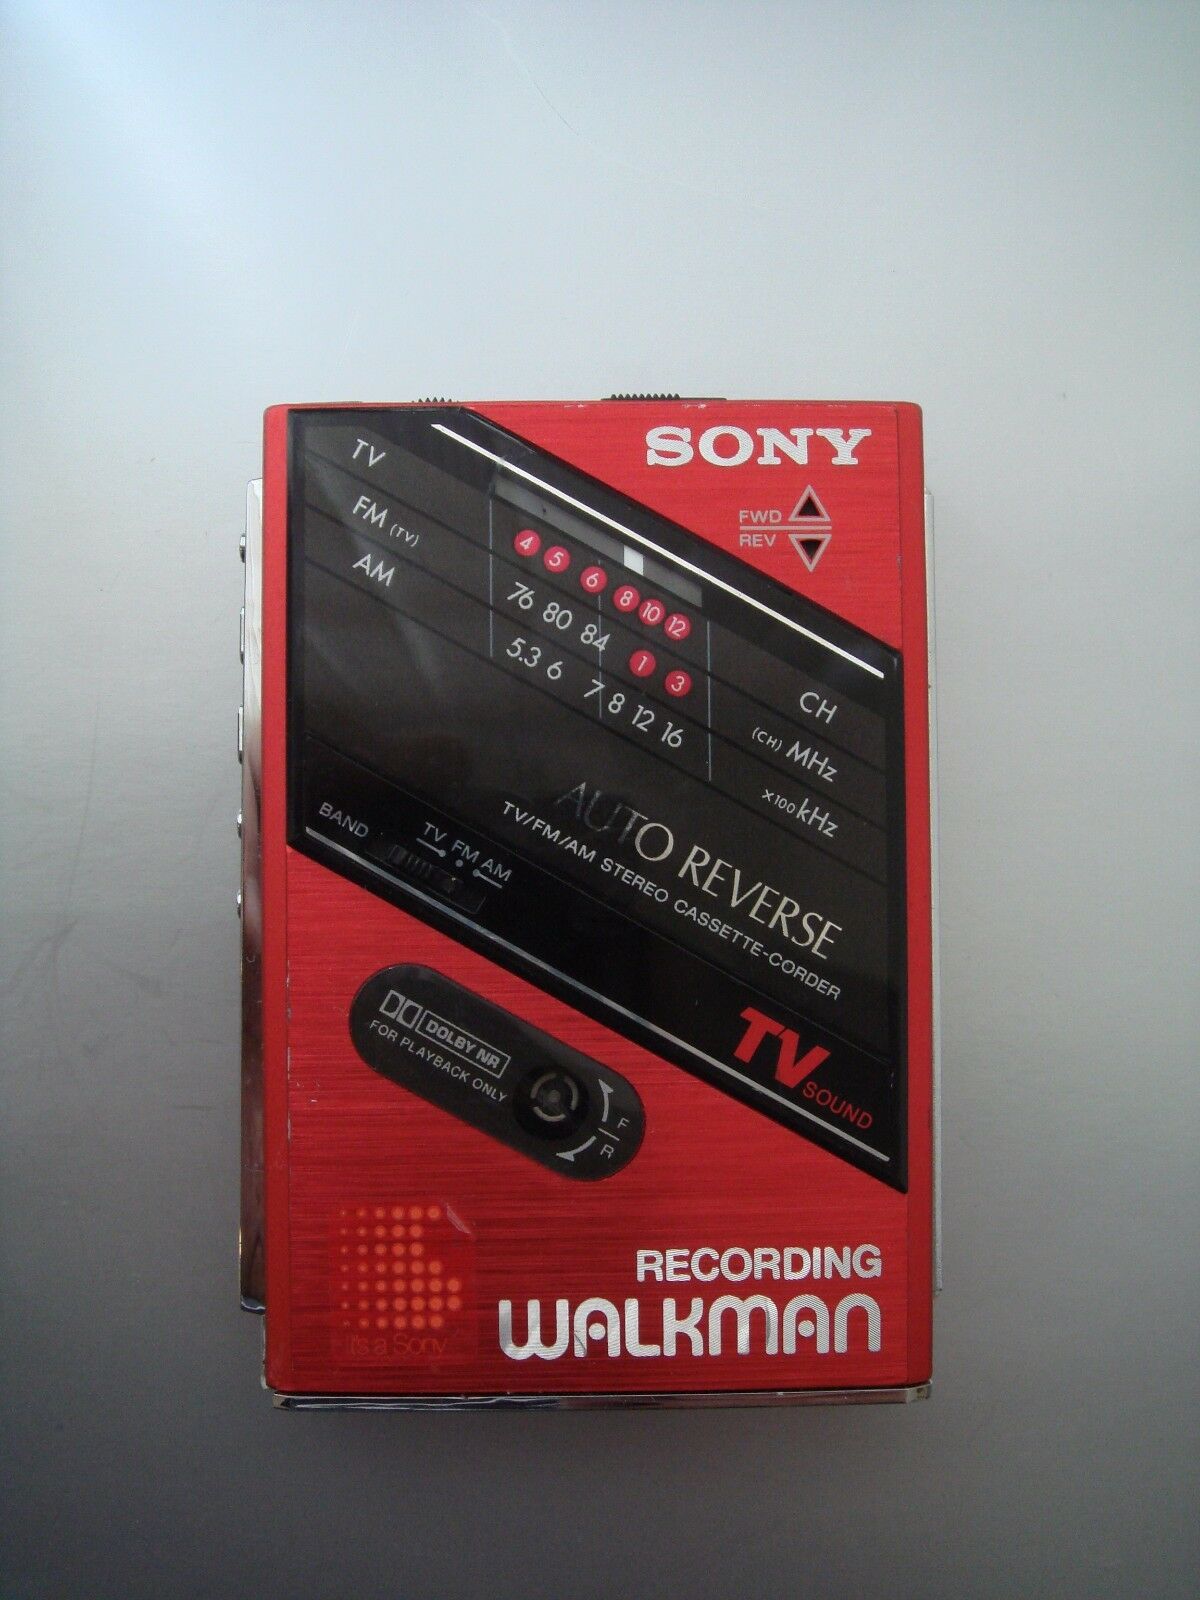 SONY
FWD
REV
TV
4 5 6 8 10 12
CH
FM (TV)
76 80 84 1 3
(CH) MHz
AM
5.3 6 7 8 12 16
X100 kHz
AUTO REVERSE
TV/FM/AM STEREO CASSETTE-CORDER
BAND
TV FM AM
TV SOUND
DOLBY NR
FOR PLAYBACK ONLY
F
R
It's a Sony
RECORDING
WALKMAN